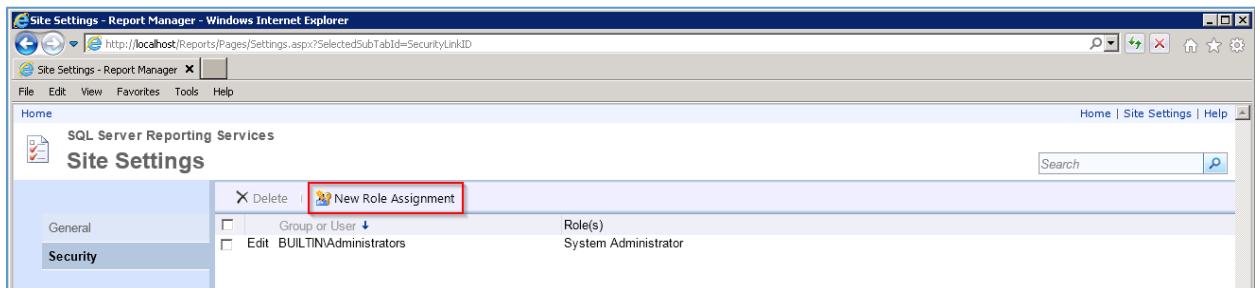 Site Settings - Report Manager - Windows Internet Explorer
http://localhost/Reports/Pages/Settings.aspx?SelectedSubTabId=SecurityLinkID
Site Settings - Report Manager
File Edit View Favorites Tools Help
Home Home | Site Settings | Help
SQL Server Reporting Services
Site Settings
Search
Delete | New Role Assignment
General
Group or User Role(s)
Edit BUILTIN\Administrators System Administrator
Security